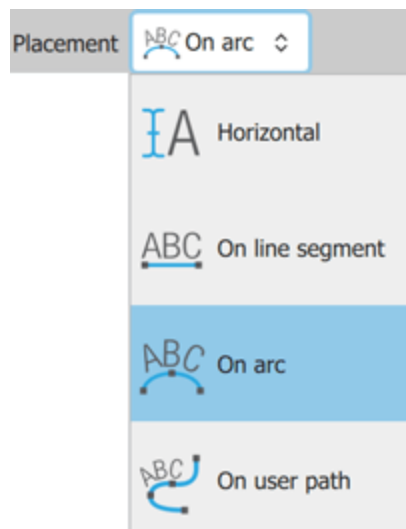 Placement ABC On arc
A Horizontal
ABC On line segment
ABC On arc
ABC On user path